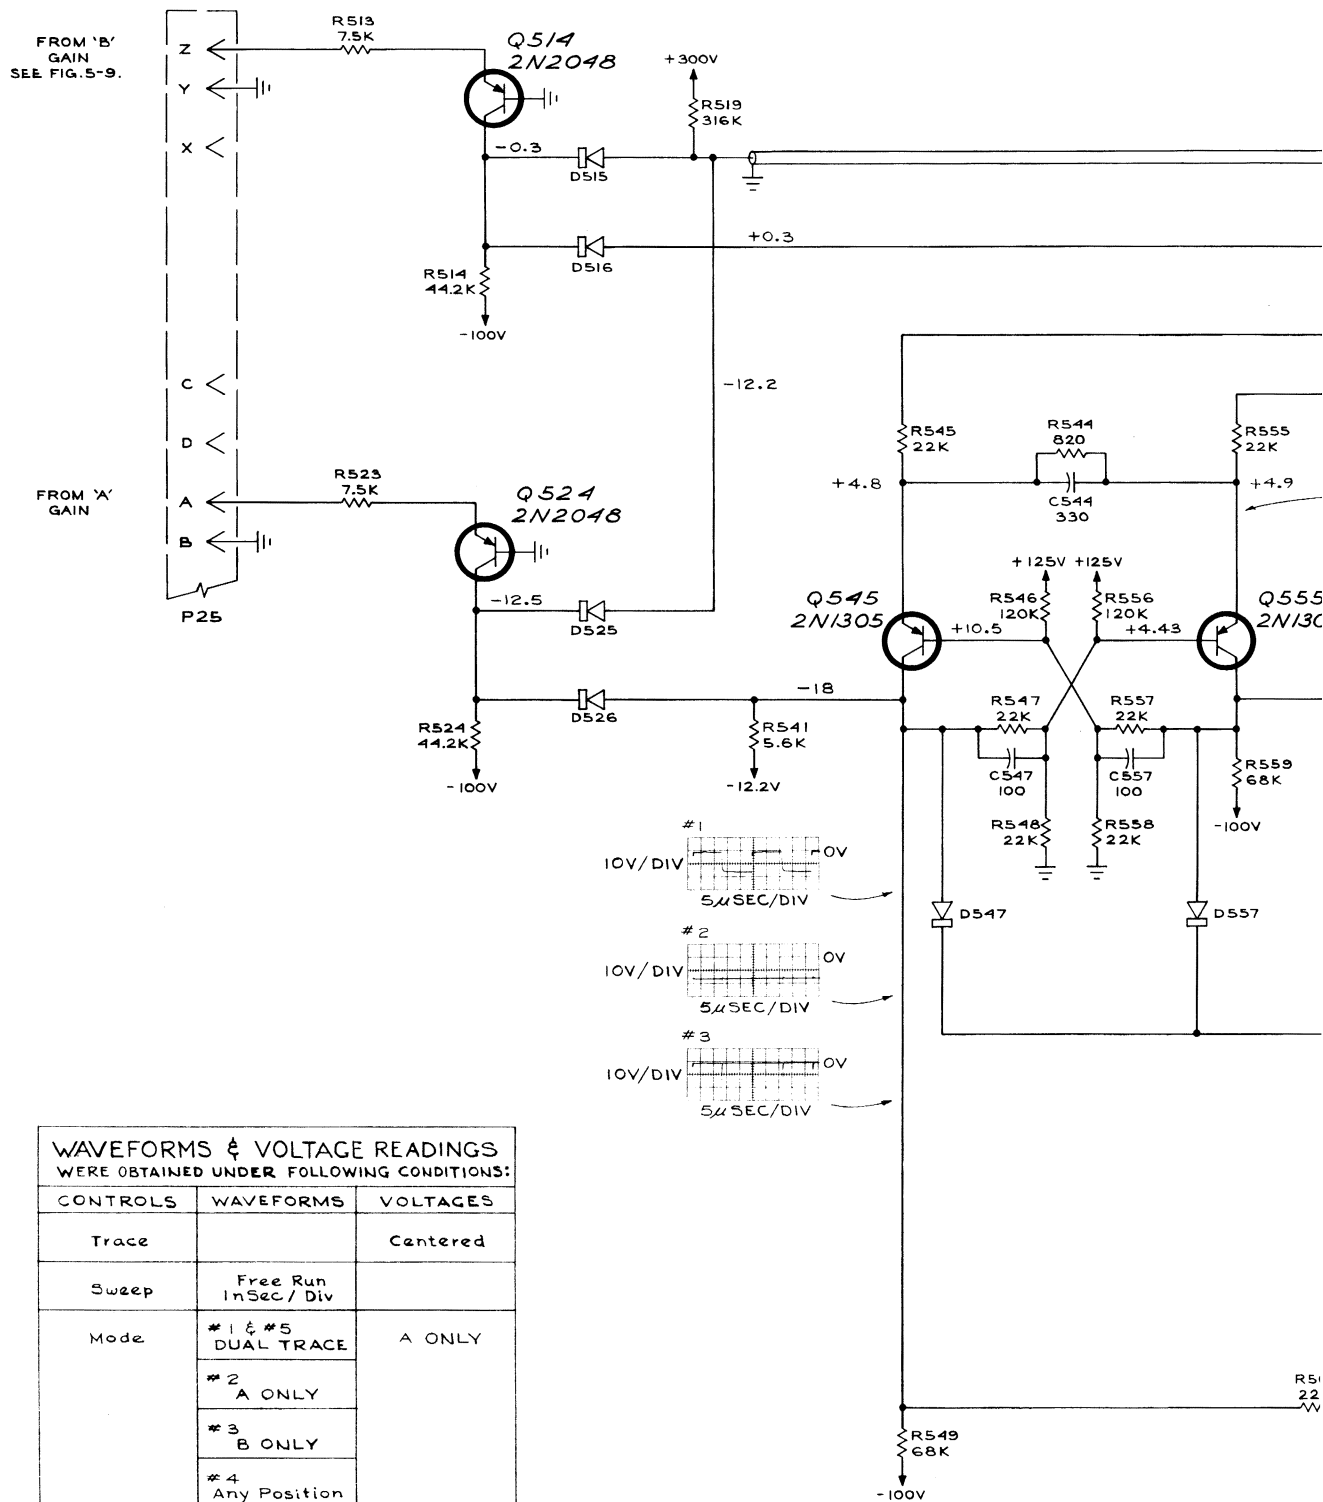 FROM 'B'
GAIN
SEE FIG.5-9.
Z
Y
X
C
D
A
B
P25
FROM 'A'
GAIN
R513
7.5K
Q514
2N2048
+300V
R519
316K
-0.3
D515
+0.3
D516
R514
44.2K
-100V
-12.2
R523
7.5K
Q524
2N2048
-12.5
D525
-18
D526
R524
44.2K
-100V
R541
5.6K
-12.2V
R545
22K
R544
820
R555
22K
+4.8
C544
330
+4.9
+125V +125V
Q545
2N1305
R546
120K
R556
120K
Q555
+10.5
+4.43
R547
22K
R557
22K
C547
100
C557
100
R559
68K
-100V
R548
22K
R558
22K
D547
D557
#1
10V/DIV
0V
5µSEC/DIV
#2
10V/DIV
0V
5µSEC/DIV
#3
10V/DIV
0V
5µSEC/DIV
WAVEFORMS & VOLTAGE READINGS
WERE OBTAINED UNDER FOLLOWING CONDITIONS:
CONTROLS WAVEFORMS VOLTAGES
Trace Centered
Sweep Free Run
1nSec / Div
Mode #1 & #5
DUAL TRACE A ONLY
#2
A ONLY
#3
B ONLY
#4
Any Position
R549
68K
-100V